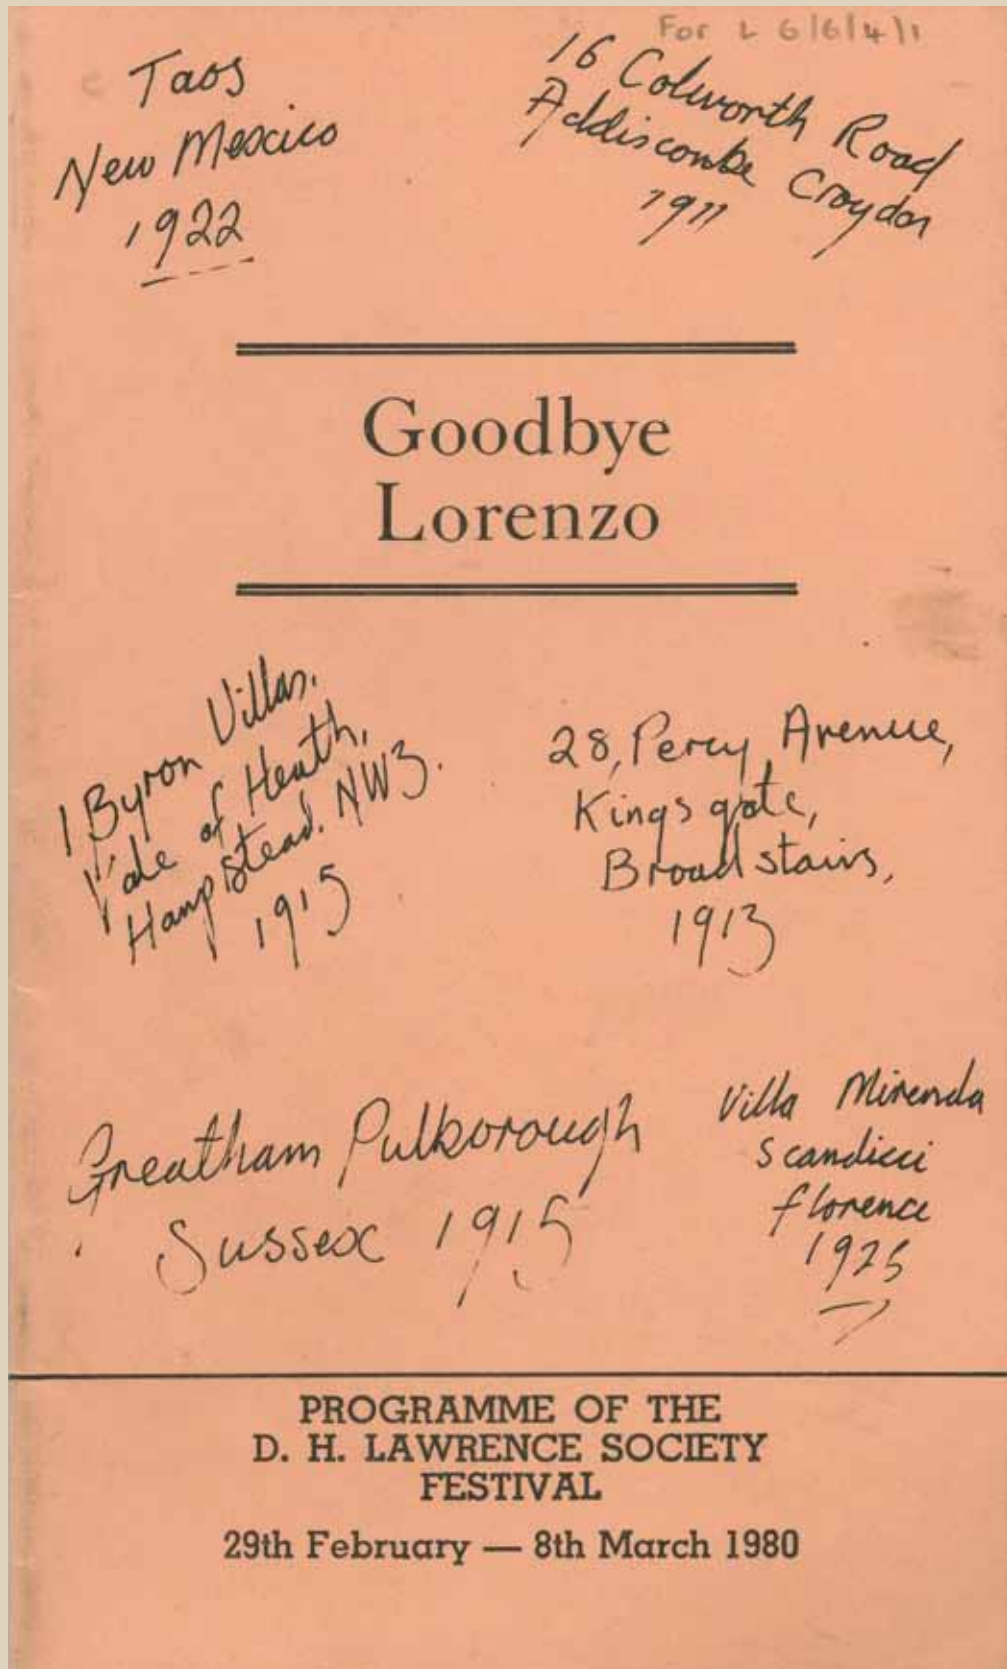 For L 6/6/4/1
Taos
New Mexico
1922
16 Colworth Road
Addiscombe Croydon
1911
Goodbye
Lorenzo
1 Byron Villas,
Vale of Heath,
Hampstead. NW3.
1915
28, Percy Avenue,
Kingsgate,
Broadstairs,
1913
Greatham Pulborough
Sussex 1915
Villa Mirenda
Scandicci
florence
1925
PROGRAMME OF THE
D. H. LAWRENCE SOCIETY
FESTIVAL
29th February — 8th March 1980